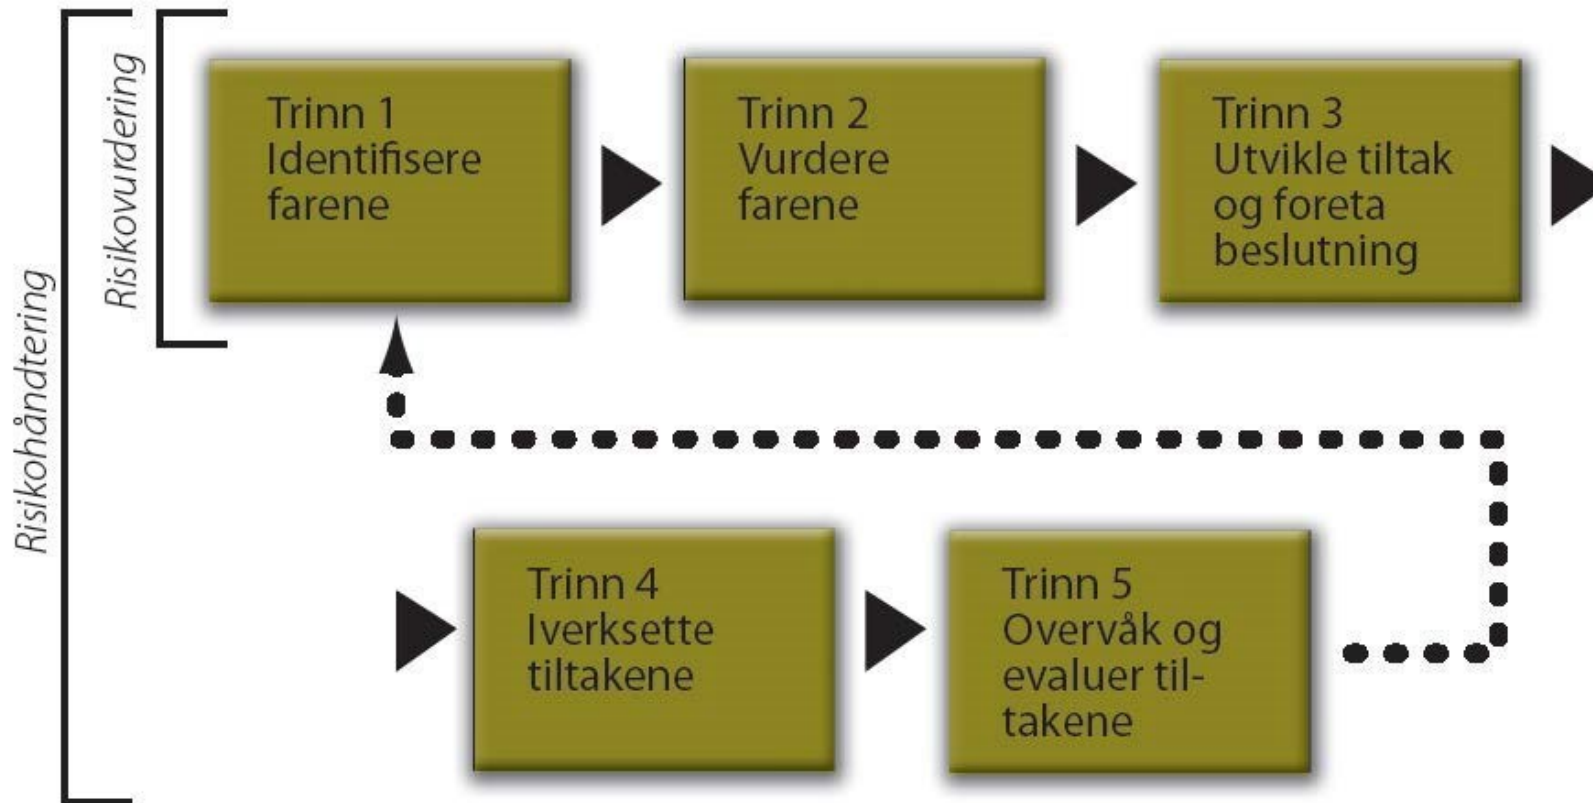 Risikohåndtering
Risikovurdering
Trinn 1
Identifisere
farene
Trinn 2
Vurdere
farene
Trinn 3
Utvikle tiltak
og foreta
beslutning
Trinn 4
Iverksette
tiltakene
Trinn 5
Overvåk og
evaluer til-
takene